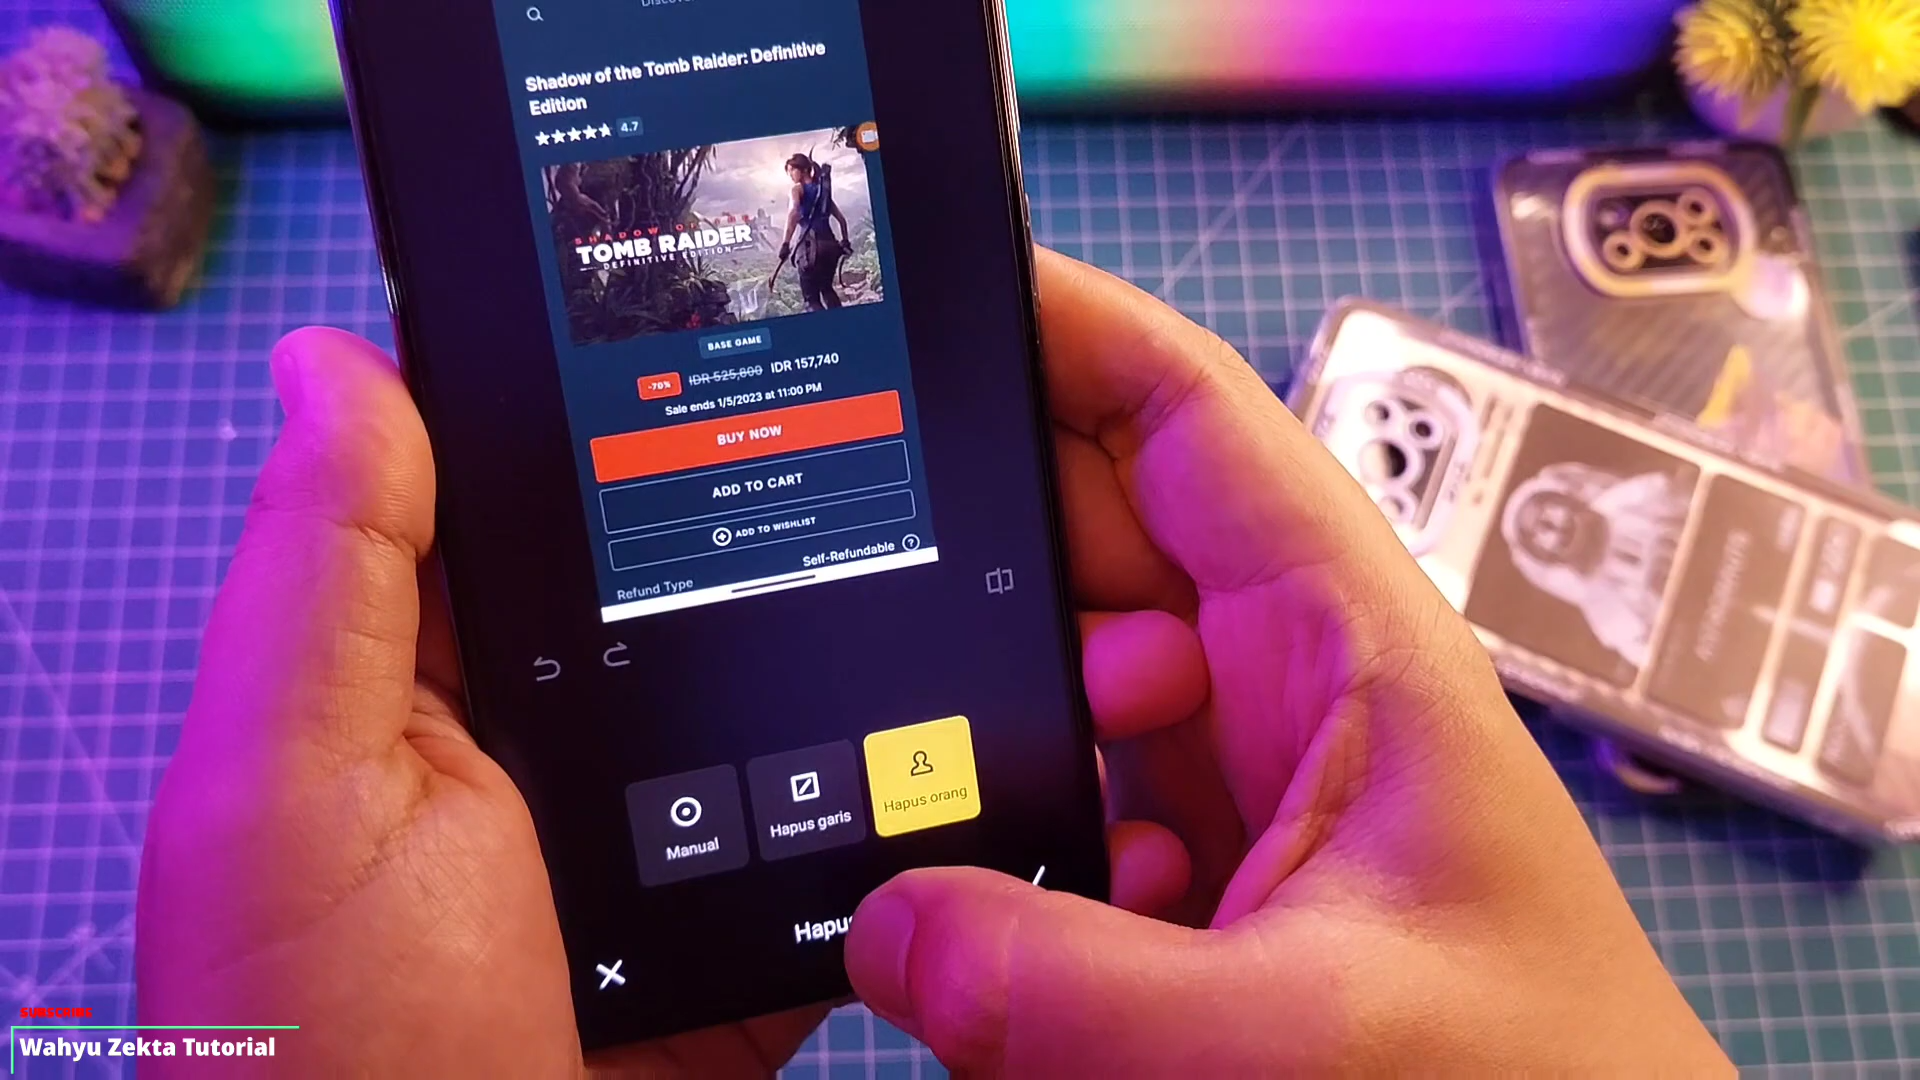 Shadow of the Tomb Raider: Definitive
Edition
4.7
SHADOW OF THE
TOMB RAIDER
DEFINITIVE EDITION
BASE GAME
-70% IDR 525,800 IDR 157,740
Sale ends 1/5/2023 at 11:00 PM
BUY NOW
ADD TO CART
ADD TO WISHLIST
Refund Type Self-Refundable ?
Manual
Hapus garis
Hapus orang
Hapus
SUBSCRIBE
Wahyu Zekta Tutorial